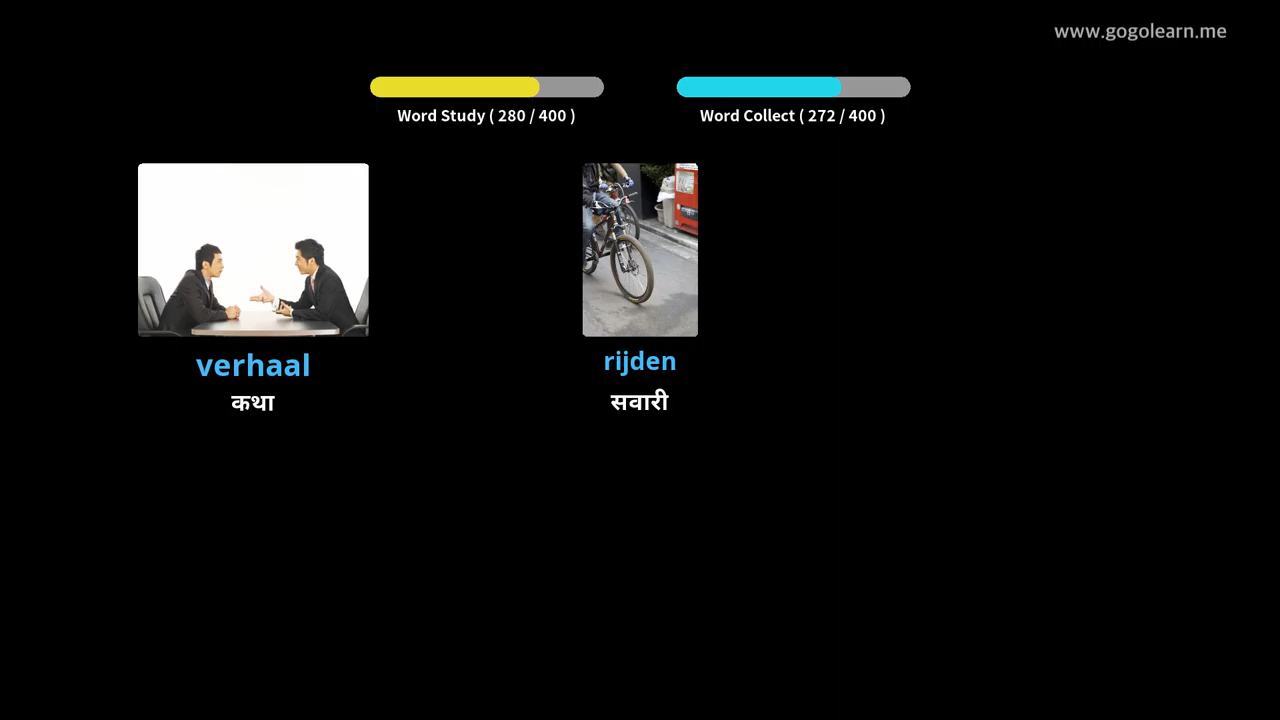 www.gogolearn.me
Word Study ( 280 / 400 )
Word Collect ( 272 / 400 )
verhaal
कथा
rijden
सवारी